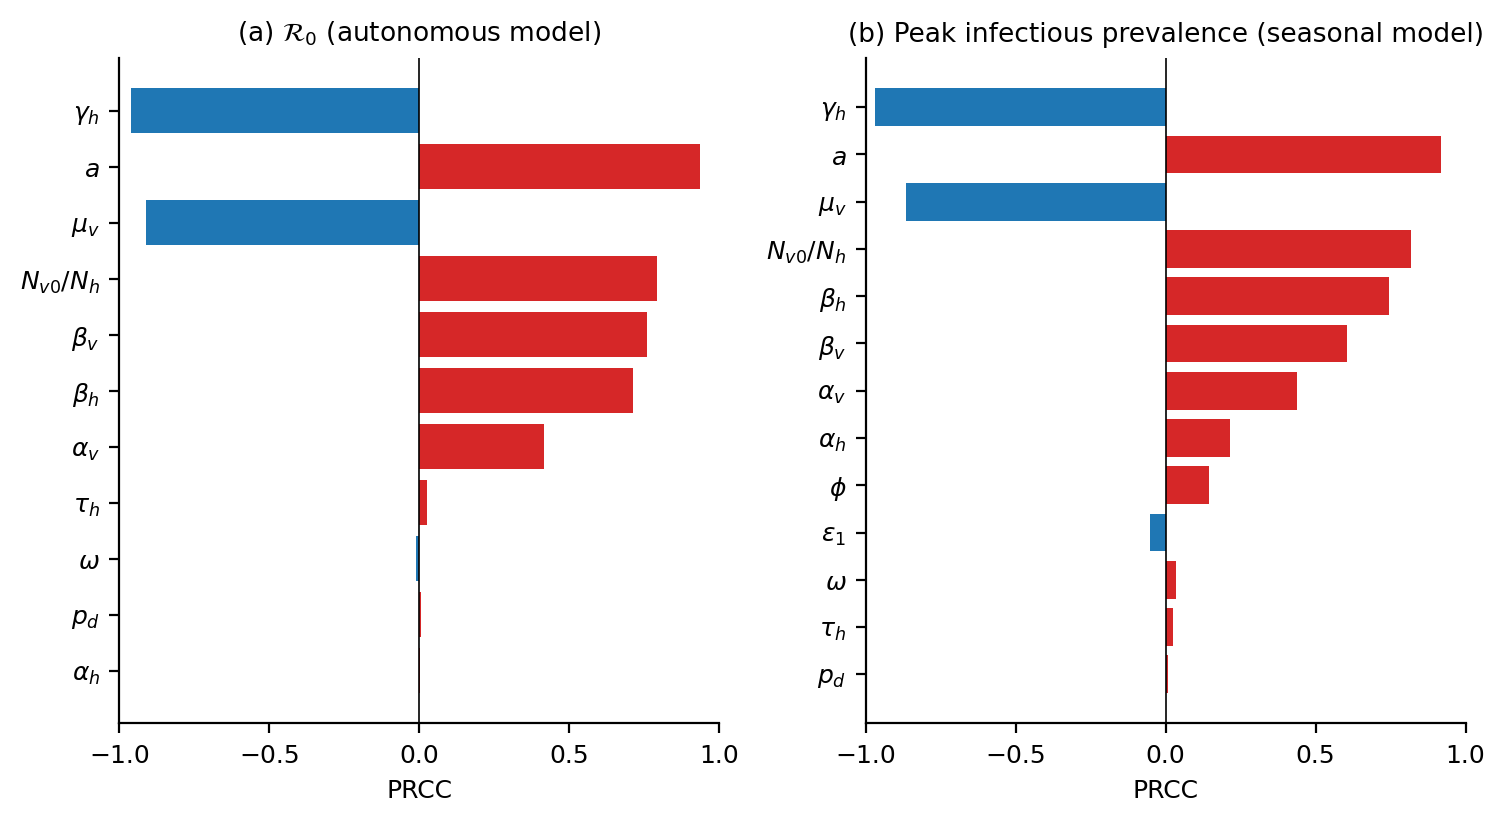 (a) ℛ₀ (autonomous model)
γₕ
a
μᵥ
Nᵥ₀/Nₕ
βᵥ
βₕ
αᵥ
τₕ
ω
p_d
αₕ
−1.0 −0.5 0.0 0.5 1.0
PRCC
(b) Peak infectious prevalence (seasonal model)
γₕ
a
μᵥ
Nᵥ₀/Nₕ
βₕ
βᵥ
αᵥ
αₕ
ϕ
ε₁
ω
τₕ
p_d
−1.0 −0.5 0.0 0.5 1.0
PRCC